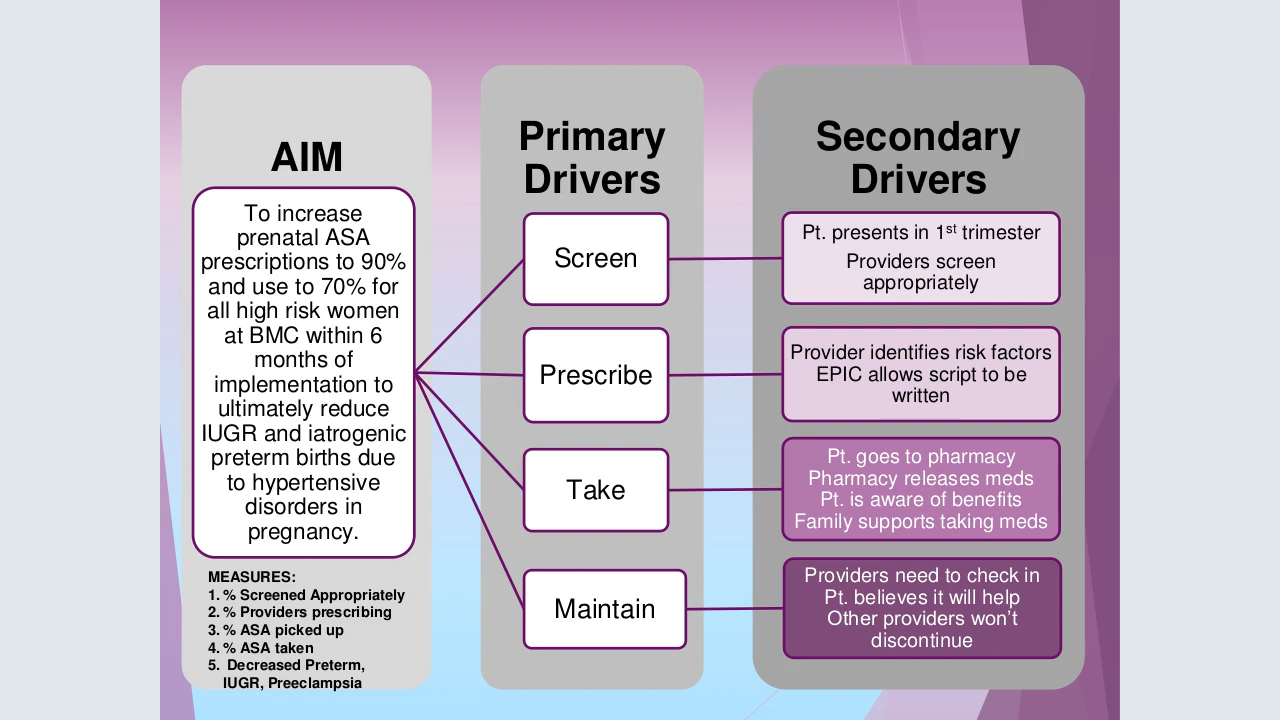 AIM
To increase
prenatal ASA
prescriptions to 90%
and use to 70% for
all high risk women
at BMC within 6
months of
implementation to
ultimately reduce
IUGR and iatrogenic
preterm births due
to hypertensive
disorders in
pregnancy.
MEASURES:
1. % Screened Appropriately
2. % Providers prescribing
3. % ASA picked up
4. % ASA taken
5. Decreased Preterm,
IUGR, Preeclampsia
Primary
Drivers
Screen
Prescribe
Take
Maintain
Secondary
Drivers
Pt. presents in 1st trimester
Providers screen
appropriately
Provider identifies risk factors
EPIC allows script to be
written
Pt. goes to pharmacy
Pharmacy releases meds
Pt. is aware of benefits
Family supports taking meds
Providers need to check in
Pt. believes it will help
Other providers won't
discontinue